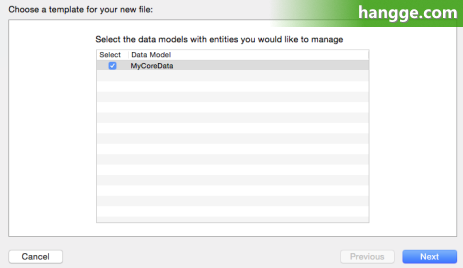 Choose a template for your new file:
hangge.com
Select the data models with entities you would like to manage
Select Data Model
MyCoreData
Cancel Previous Next